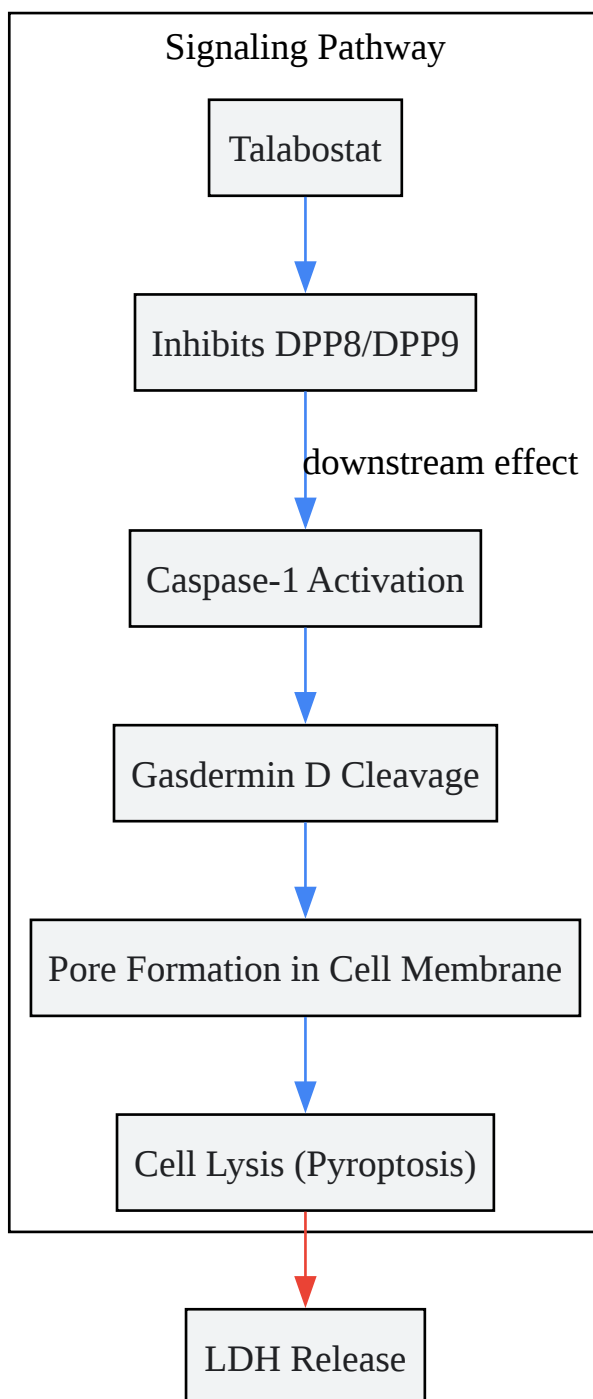 Signaling Pathway
Talabostat
Inhibits DPP8/DPP9
downstream effect
Caspase-1 Activation
Gasdermin D Cleavage
Pore Formation in Cell Membrane
Cell Lysis (Pyroptosis)
LDH Release